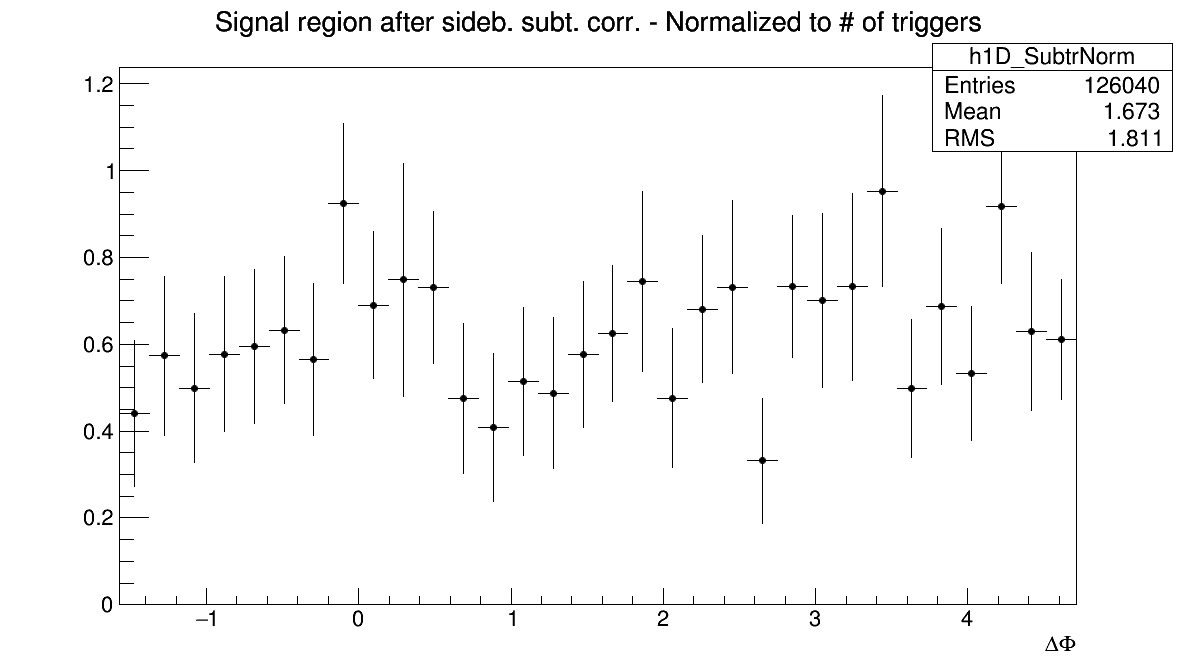 Signal region after sideb. subt. corr. - Normalized to # of triggers
h1D_SubtrNorm
Entries 126040
Mean 1.673
RMS 1.811
1.2
1
0.8
0.6
0.4
0.2
0
−1 0 1 2 3 4
ΔΦ